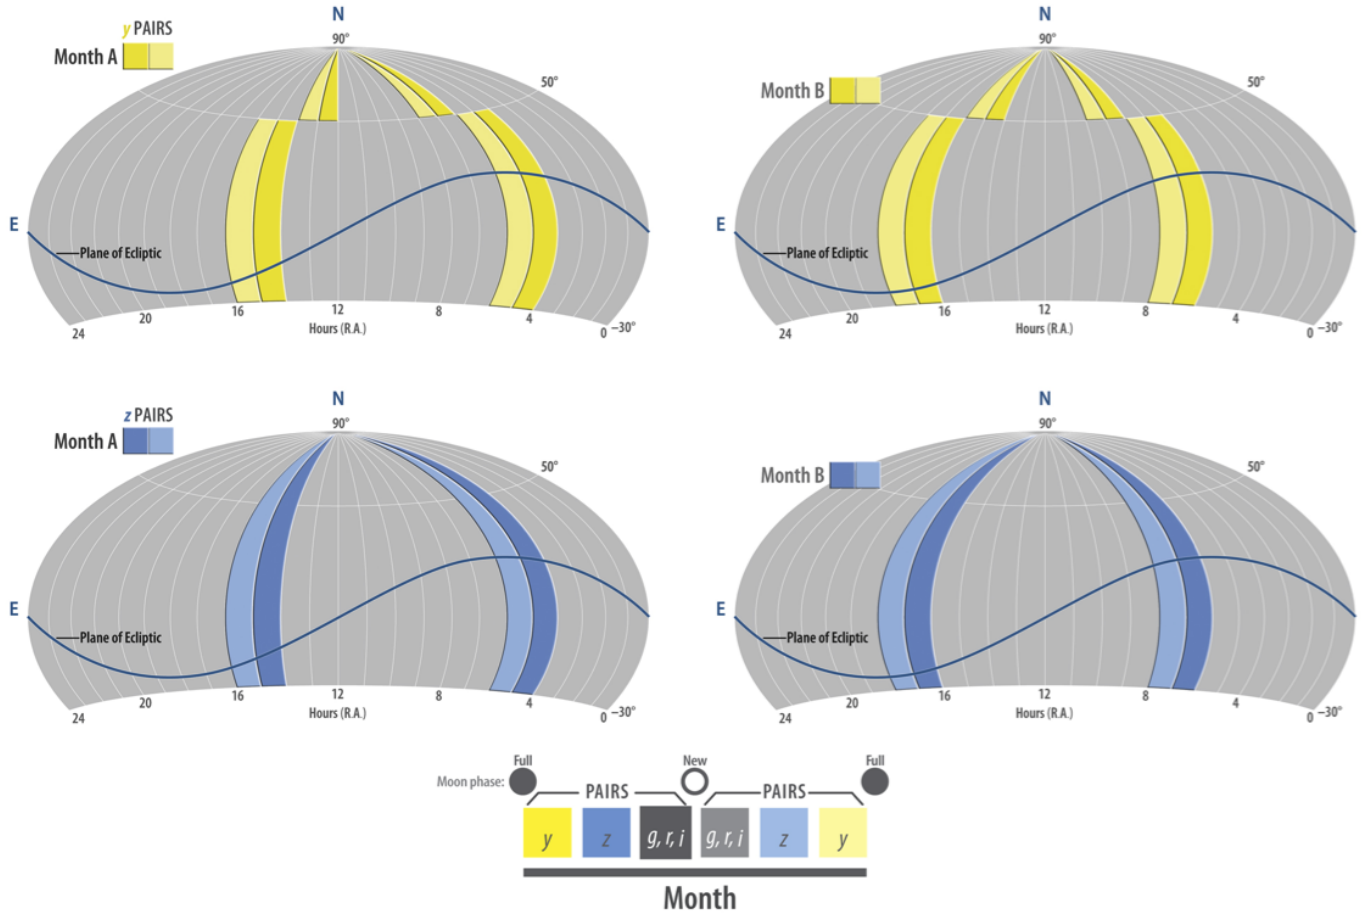 N
y PAIRS
Month A
90°
50°
E
Plane of Ecliptic
24
20
16
12
8
4
0
–30°
Hours (R.A.)
N
Month B
90°
50°
Plane of Ecliptic
24
20
16
12
8
4
0
–30°
Hours (R.A.)
N
z PAIRS
Month A
90°
50°
E
Plane of Ecliptic
24
20
16
12
8
4
0
–30°
Hours (R.A.)
N
Month B
90°
50°
E
Plane of Ecliptic
24
20
16
12
8
4
0
–30°
Hours (R.A.)
E
Full
New
Full
Moon phase:
PAIRS
PAIRS
y
z
g, r, i
g, r, i
z
y
Month